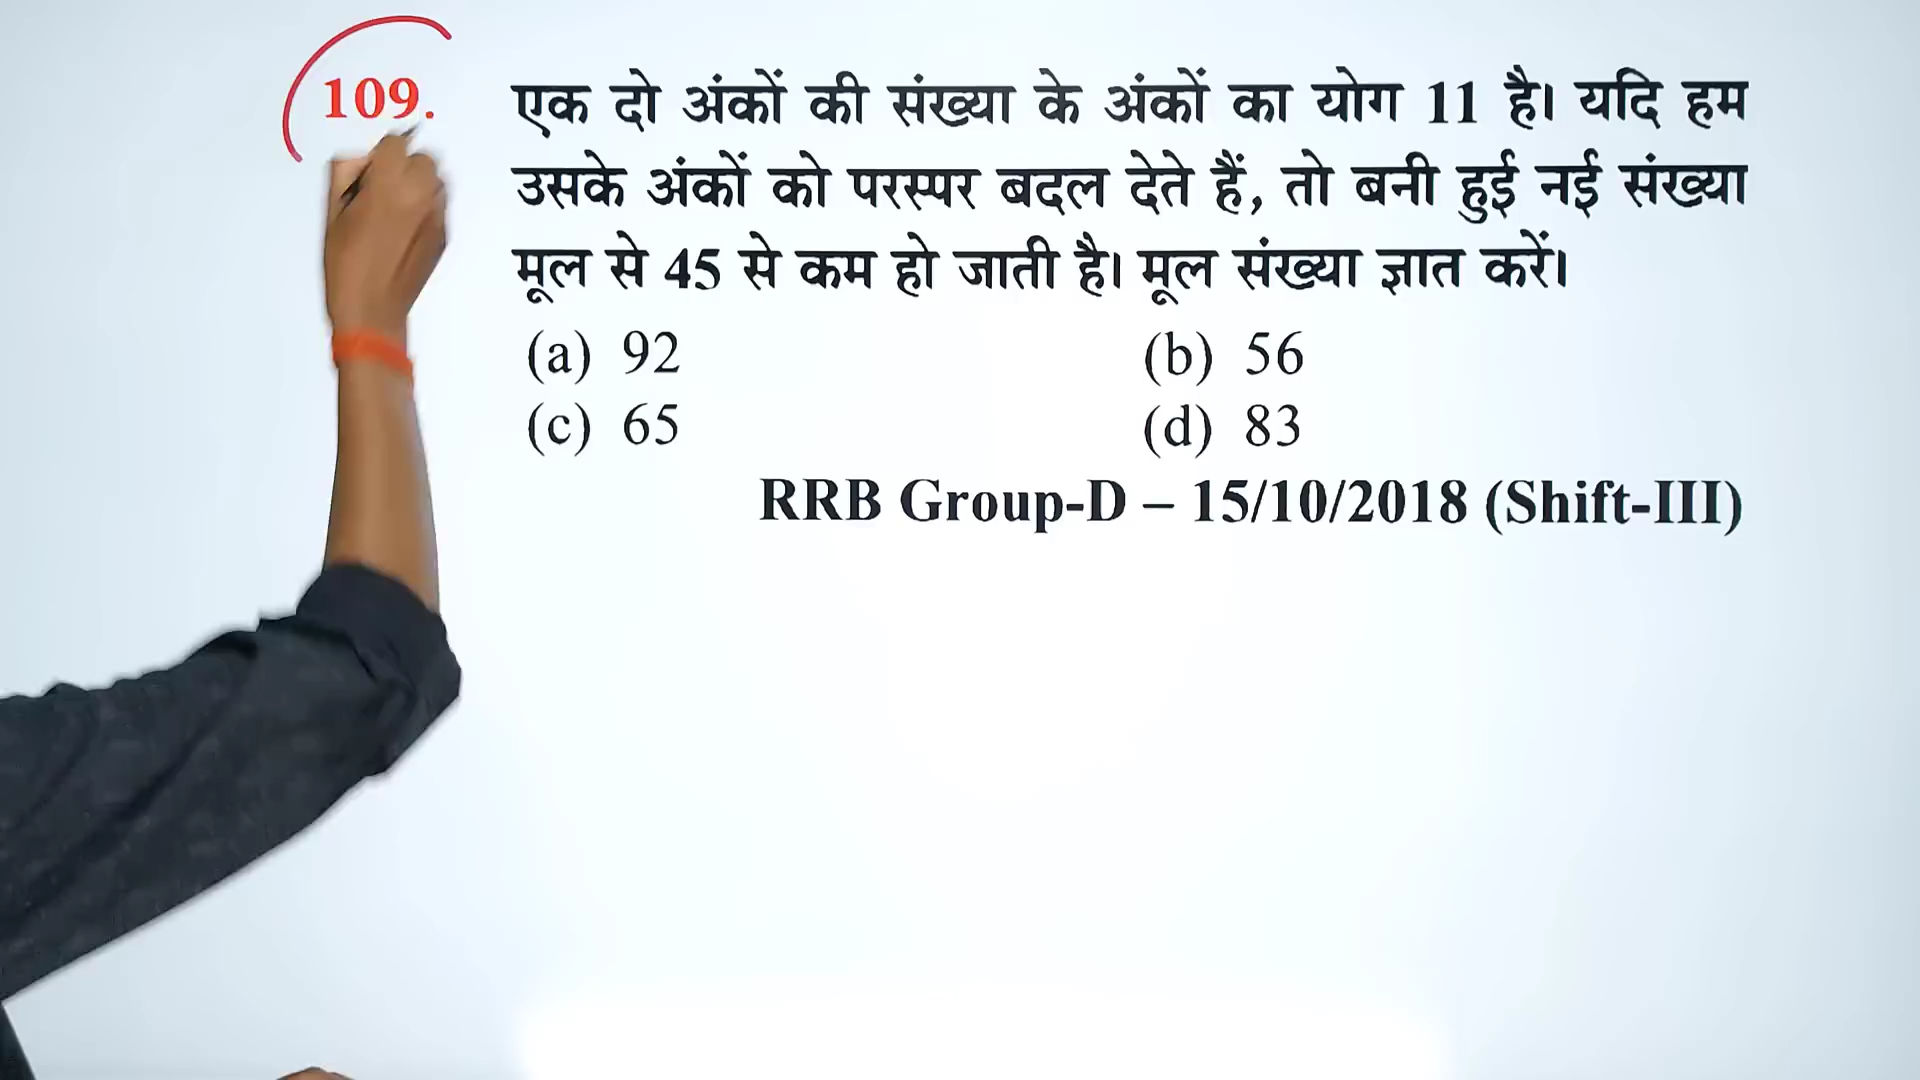 109. एक दो अंकों की संख्या के अंकों का योग 11 है। यदि हम
उसके अंकों को परस्पर बदल देते हैं, तो बनी हुई नई संख्या
मूल से 45 से कम हो जाती है। मूल संख्या ज्ञात करें।
(a) 92 (b) 56
(c) 65 (d) 83
RRB Group-D – 15/10/2018 (Shift-III)